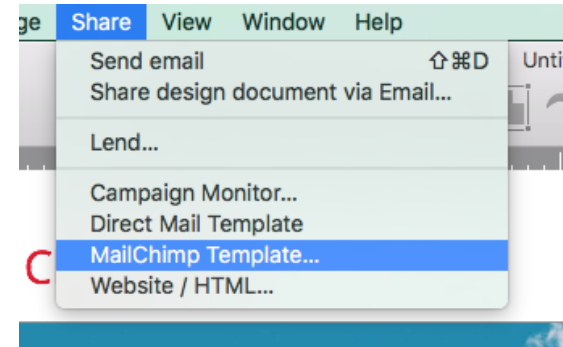 ge Share View Window Help
Send email ⇧⌘D Unti
Share design document via Email...
Lend...
Campaign Monitor...
Direct Mail Template
C MailChimp Template...
Website / HTML...